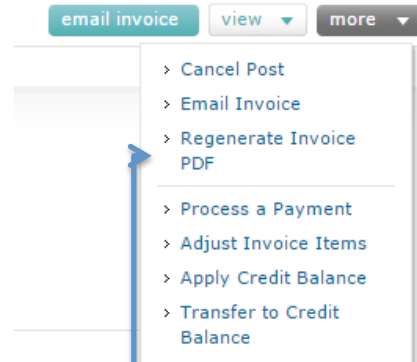 email invoice view more
Cancel Post
Email Invoice
Regenerate Invoice
PDF
Process a Payment
Adjust Invoice Items
Apply Credit Balance
Transfer to Credit
Balance